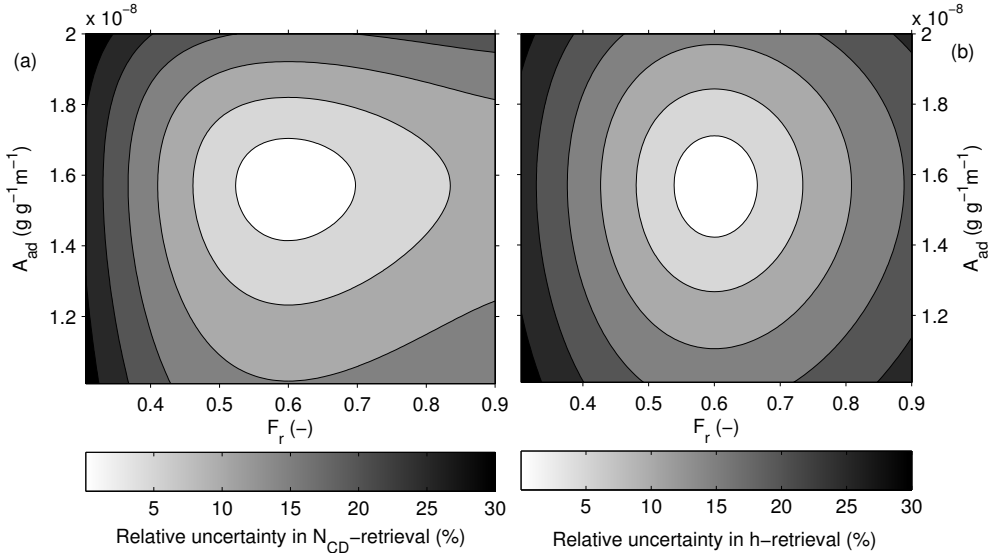 x 10⁻⁸
x 10⁻⁸
(a)
(b)
2
1.8
1.6
1.4
1.2
A_ad (g g⁻¹m⁻¹)
2
1.8
1.6
1.4
1.2
A_ad (g g⁻¹m⁻¹)
0.4 0.5 0.6 0.7 0.8 0.9
F_r (−)
0.4 0.5 0.6 0.7 0.8 0.9
F_r (−)
5 10 15 20 25 30
Relative uncertainty in N_CD−retrieval (%)
5 10 15 20 25 30
Relative uncertainty in h−retrieval (%)